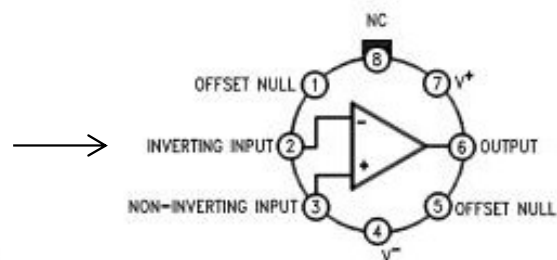 NC
8
OFFSET NULL 1
7 V+
INVERTING INPUT 2
-
6 OUTPUT
+
NON-INVERTING INPUT 3
5 OFFSET NULL
4
V-